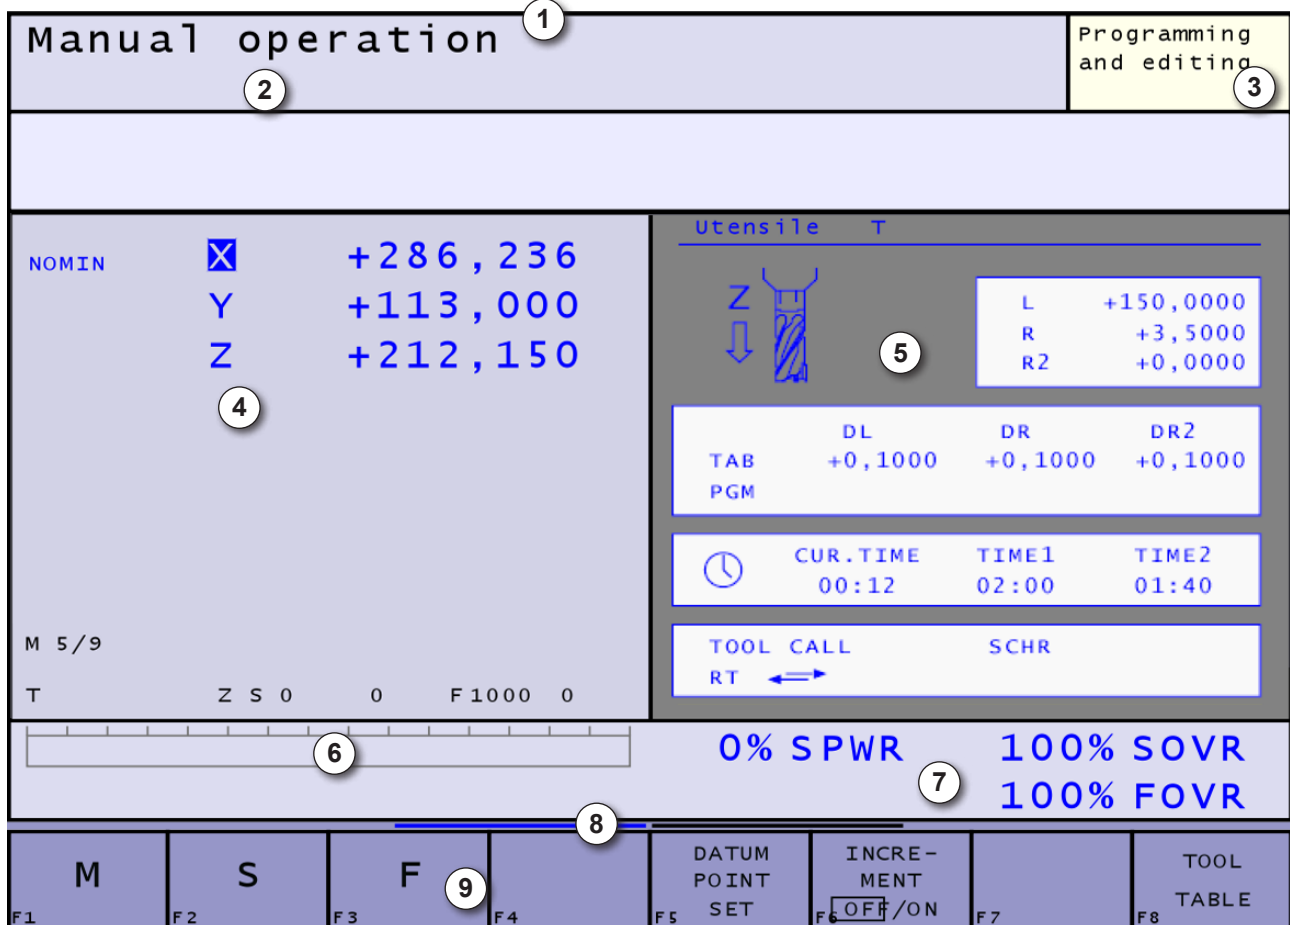 1
Manual operation
Programming
and editing
2
3
NOMIN X +286,236
Y +113,000
Z +212,150
4
M 5/9
T Z S 0 0 F1000 0
Utensile T
Z
L +150,0000
R +3,5000
R2 +0,0000
5
DL DR DR2
TAB +0,1000 +0,1000 +0,1000
PGM
CUR.TIME TIME1 TIME2
00:12 02:00 01:40
TOOL CALL SCHR
RT
6
0% SPWR 100% SOVR
7
100% FOVR
8
M
F1
S
F2
F
F3
9
F4
DATUM
POINT
SET
F5
INCRE-
MENT
OFF/ON
F6
F7
TOOL
TABLE
F8